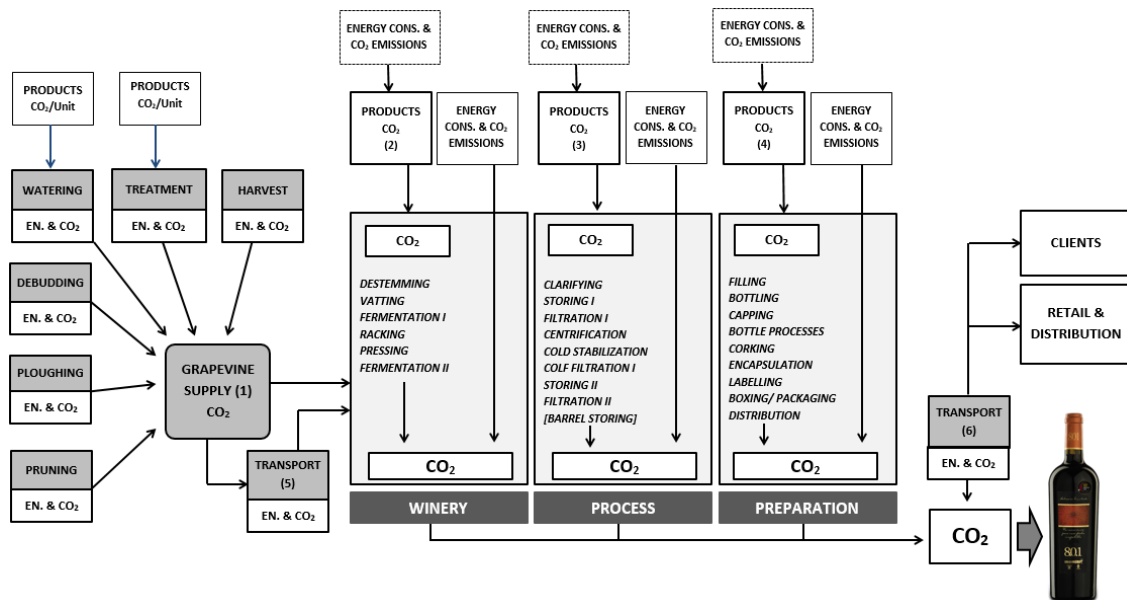 ENERGY CONS. &
CO₂ EMISSIONS
ENERGY CONS. &
CO₂ EMISSIONS
ENERGY CONS. &
CO₂ EMISSIONS
PRODUCTS
CO₂/Unit
PRODUCTS
CO₂/Unit
PRODUCTS
CO₂
(2)
ENERGY
CONS. & CO₂
EMISSIONS
PRODUCTS
CO₂
(3)
ENERGY
CONS. & CO₂
EMISSIONS
PRODUCTS
CO₂
(4)
ENERGY
CONS. & CO₂
EMISSIONS
WATERING
EN. & CO₂
TREATMENT
EN. & CO₂
HARVEST
EN. & CO₂
DEBUDDING
EN. & CO₂
PLOUGHING
EN. & CO₂
PRUNING
EN. & CO₂
GRAPEVINE
SUPPLY (1)
CO₂
TRANSPORT
(5)
EN. & CO₂
CO₂
DESTEMMING
VATTING
FERMENTATION I
RACKING
PRESSING
FERMENTATION II
CO₂
WINERY
CO₂
CLARIFYING
STORING I
FILTRATION I
CENTRIFICATION
COLD STABILIZATION
COLF FILTRATION I
STORING II
FILTRATION II
[BARREL STORING]
CO₂
PROCESS
CO₂
FILLING
BOTTLING
CAPPING
BOTTLE PROCESSES
CORKING
ENCAPSULATION
LABELLING
BOXING/ PACKAGING
DISTRIBUTION
CO₂
PREPARATION
CLIENTS
RETAIL &
DISTRIBUTION
TRANSPORT
(6)
EN. & CO₂
CO₂
801